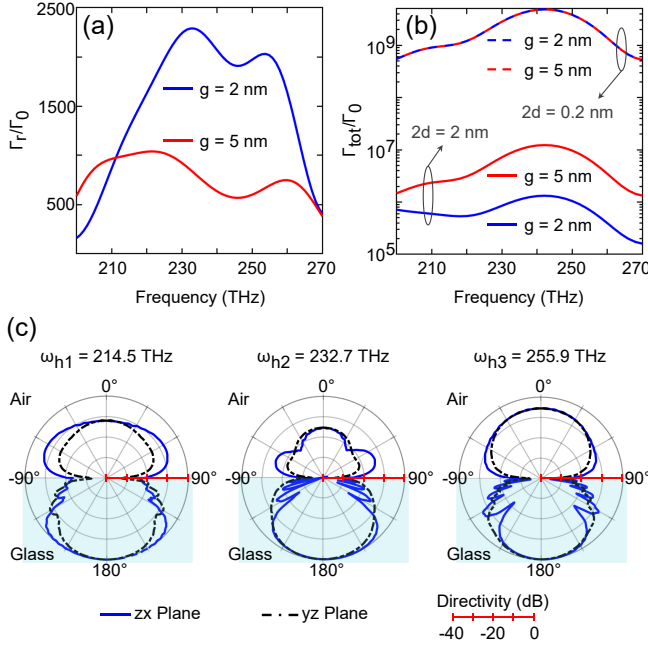 (a)
2500
1500
500
Γr/Γ0
g = 2 nm
g = 5 nm
210
230
250
270
Frequency (THz)
(b)
10^9
10^7
10^5
Γtot/Γ0
g = 2 nm
g = 5 nm
2d = 2 nm
2d = 0.2 nm
g = 5 nm
g = 2 nm
210
230
250
270
Frequency (THz)
(c)
ωh1 = 214.5 THz
ωh2 = 232.7 THz
ωh3 = 255.9 THz
0°
0°
0°
Air
Air
Air
-90°
90°
-90°
90°
-90°
90°
Glass
Glass
Glass
180°
180°
180°
zx Plane
yz Plane
Directivity (dB)
-40
-20
0